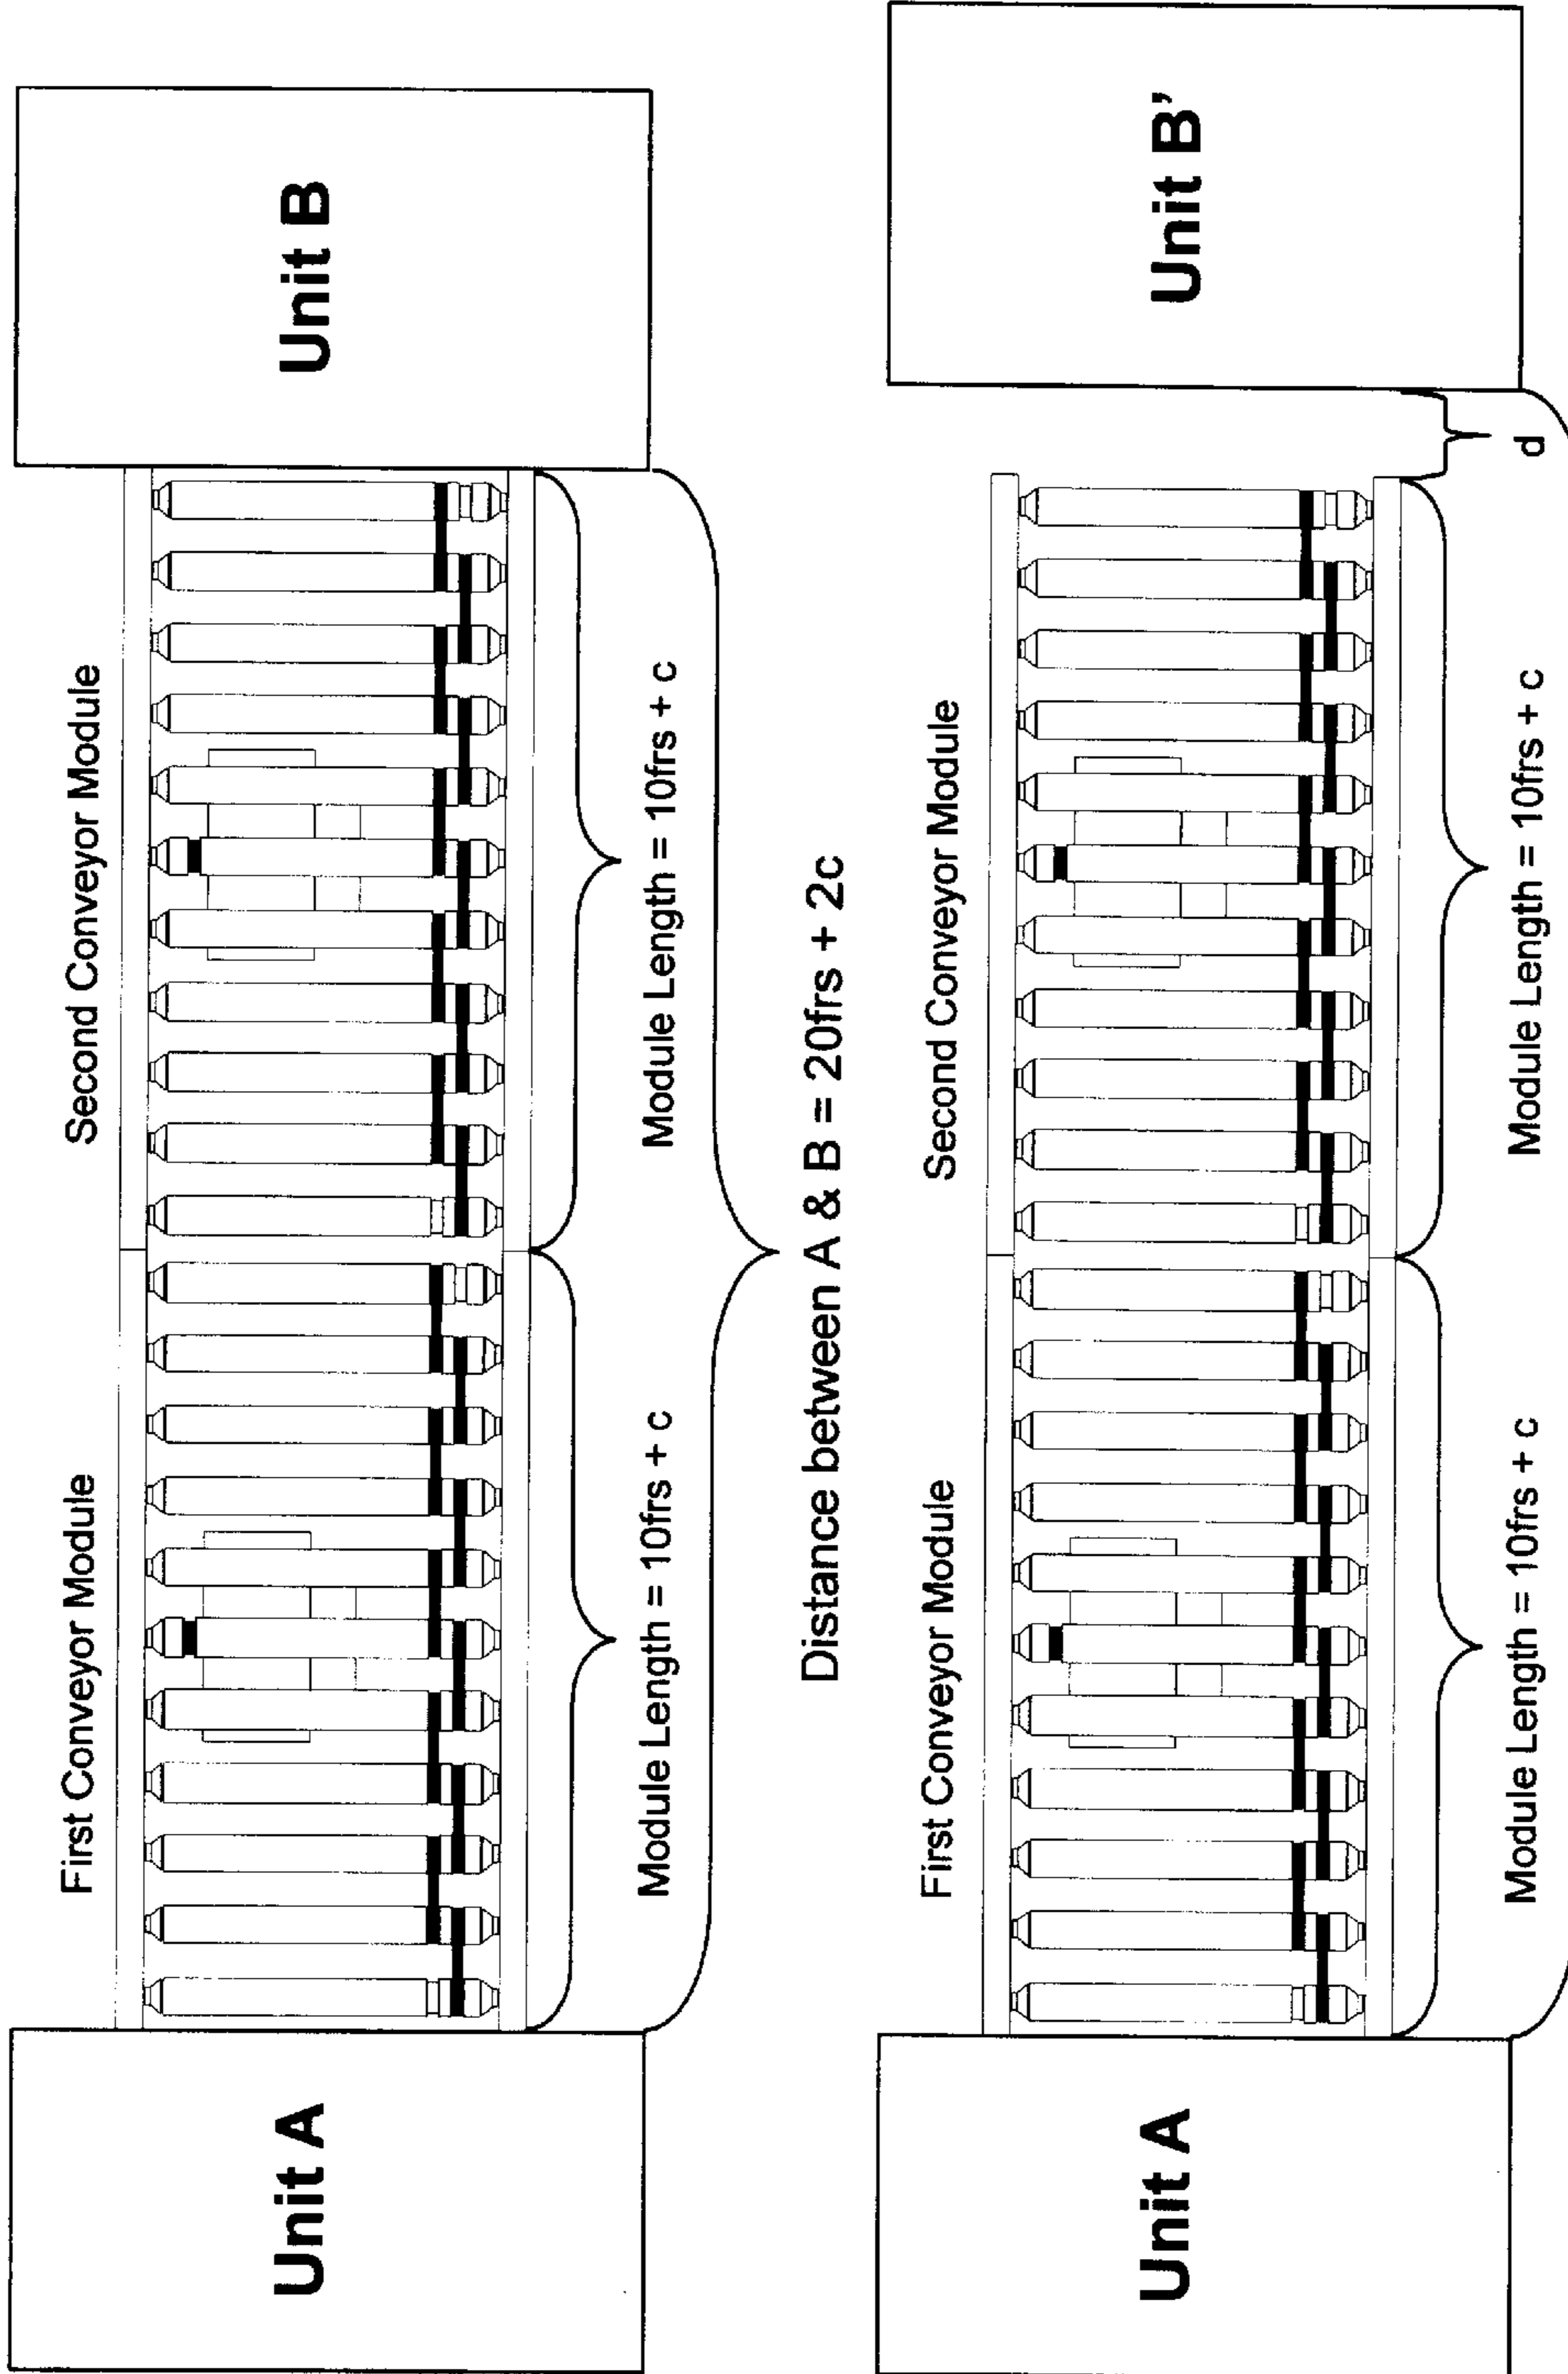 Unit A
First Conveyor Module
Second Conveyor Module
Unit B
Module Length = 10frs + c
Module Length = 10frs + c
Distance between A & B = 20frs + 2c
Unit A
First Conveyor Module
Second Conveyor Module
Unit B'
d
Module Length = 10frs + c
Module Length = 10frs + c